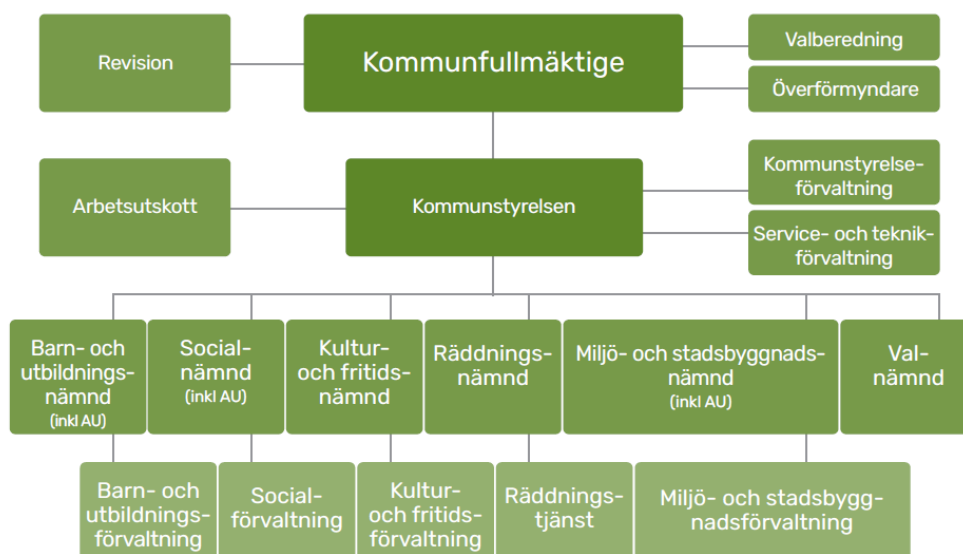 Revision
Kommunfullmäktige
Valberedning
Överförmyndare
Arbetsutskott
Kommunstyrelsen
Kommunstyrelse-
förvaltning
Service- och teknik-
förvaltning
Barn- och
utbildnings-
nämnd
(inkl AU)
Social-
nämnd
(inkl AU)
Kultur-
och fritids-
nämnd
Räddnings-
nämnd
Miljö- och stadsbyggnads-
nämnd
(inkl AU)
Val-
nämnd
Barn- och
utbildnings-
förvaltning
Social-
förvaltning
Kultur-
och fritids-
förvaltning
Räddnings-
tjänst
Miljö- och stadsbygg-
nadsförvaltning